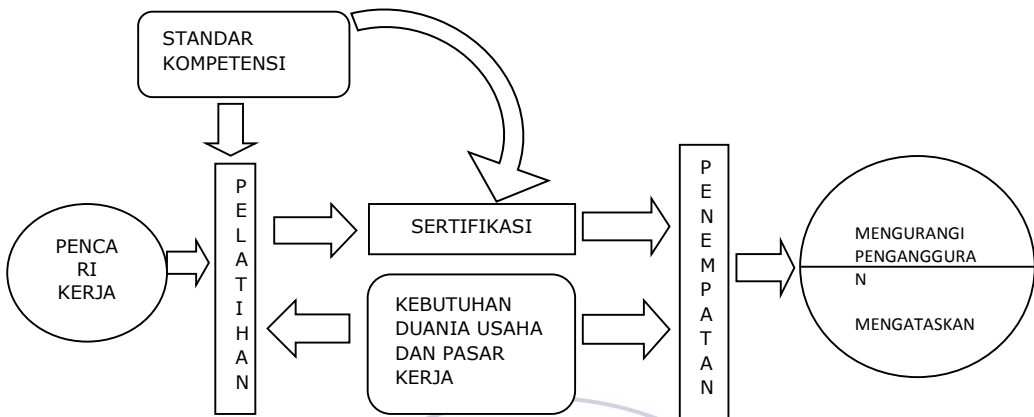 STANDAR
KOMPETENSI
PENCA
RI
KERJA
P
E
L
A
T
I
H
A
N
SERTIFIKASI
KEBUTUHAN
DUANIA USAHA
DAN PASAR
KERJA
P
E
N
E
M
P
A
T
A
N
MENGURANGI
PENGANGGURA
N
MENGATASKAN